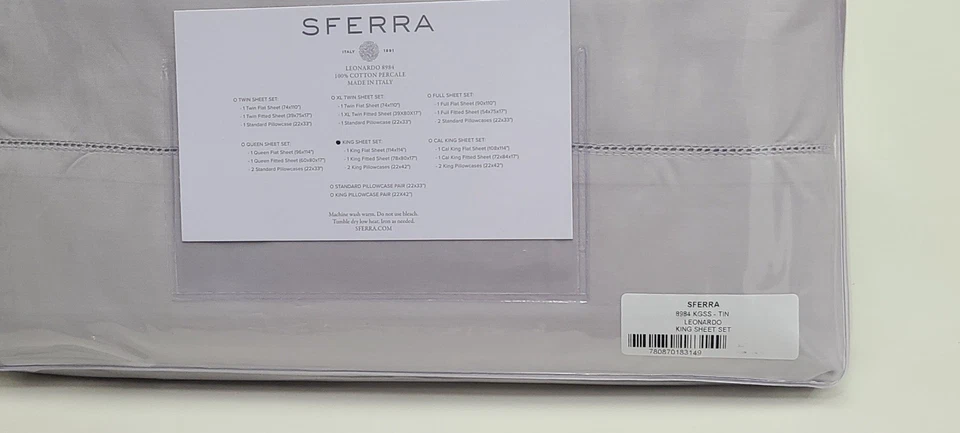 SFERRA
ITALY 1881
LEONARDO 8984
100% COTTON PERCALE
MADE IN ITALY
O TWIN SHEET SET:
- 1 Twin Flat Sheet (74x110")
- 1 Twin Fitted Sheet (39x75x17")
- 1 Standard Pillowcase (22x33")
O XL TWIN SHEET SET:
- 1 Twin Flat Sheet (74x110")
- 1 XL Twin Fitted Sheet (39X80X17")
- 1 Standard Pillowcase (22x33")
O FULL SHEET SET:
- 1 Full Flat Sheet (90x110")
- 1 Full Fitted Sheet (54x75x17")
- 2 Standard Pillowcases (22x33")
O QUEEN SHEET SET:
- 1 Queen Flat Sheet (96x114")
- 1 Queen Fitted Sheet (60x80x17")
- 2 Standard Pillowcases (22x33")
● KING SHEET SET:
- 1 King Flat Sheet (114x114")
- 1 King Fitted Sheet (78x80x17")
- 2 King Pillowcases (22x42")
O CAL KING SHEET SET:
- 1 Cal King Flat Sheet (108x114")
- 1 Cal King Fitted Sheet (72x84x17")
- 2 King Pillowcases (22x42")
O STANDARD PILLOWCASE PAIR (22x33")
O KING PILLOWCASE PAIR (22X42")
Machine wash warm. Do not use bleach.
Tumble dry low heat. Iron as needed.
SFERRA.COM
SFERRA
8984 KGSS - TIN
LEONARDO
KING SHEET SET
780870183149